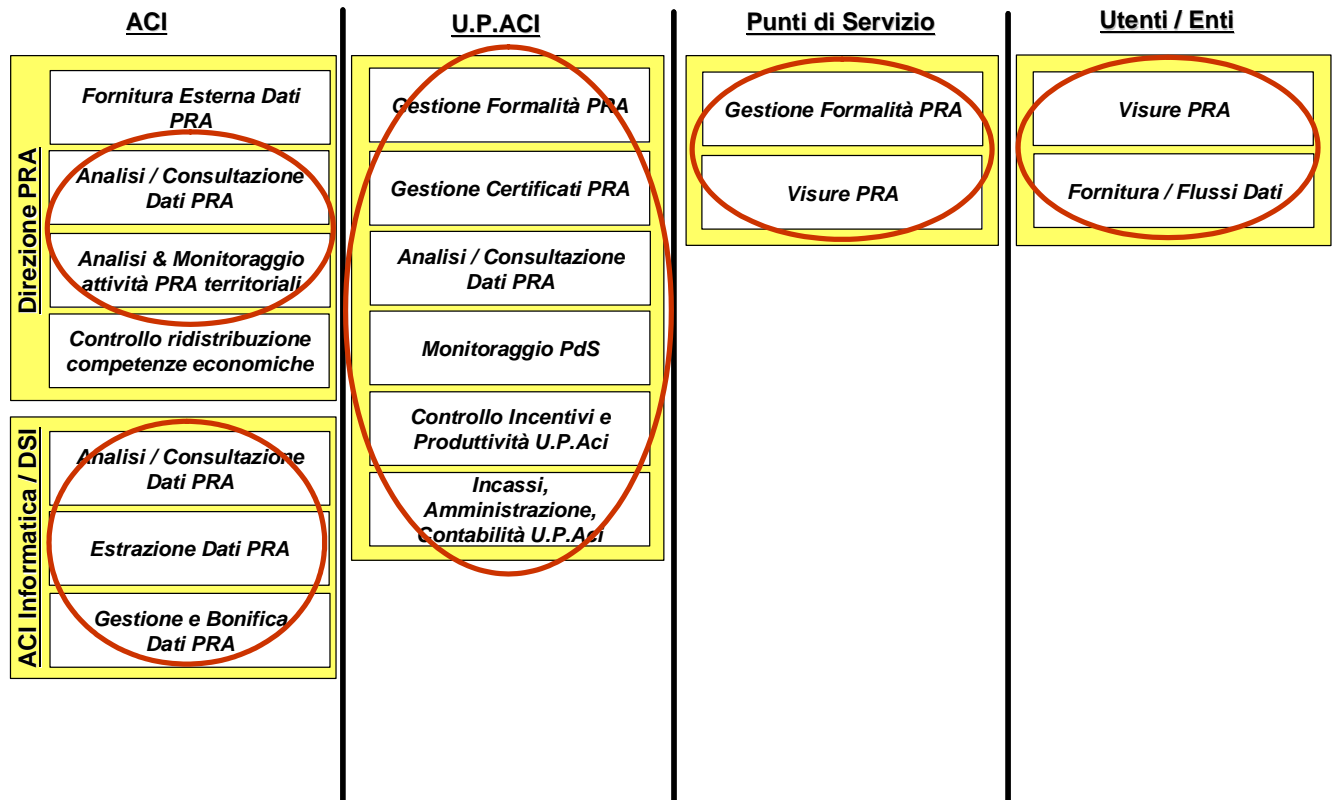 ACI
Direzione PRA
Fornitura Esterna Dati
PRA
Analisi / Consultazione
Dati PRA
Analisi & Monitoraggio
attività PRA territoriali
Controllo ridistribuzione
competenze economiche
ACI Informatica / DSI
Analisi / Consultazione
Dati PRA
Estrazione Dati PRA
Gestione e Bonifica
Dati PRA
U.P.ACI
Gestione Formalità PRA
Gestione Certificati PRA
Analisi / Consultazione
Dati PRA
Monitoraggio PdS
Controllo Incentivi e
Produttività U.P.Aci
Incassi,
Amministrazione,
Contabilità U.P.Aci
Punti di Servizio
Gestione Formalità PRA
Visure PRA
Utenti / Enti
Visure PRA
Fornitura / Flussi Dati